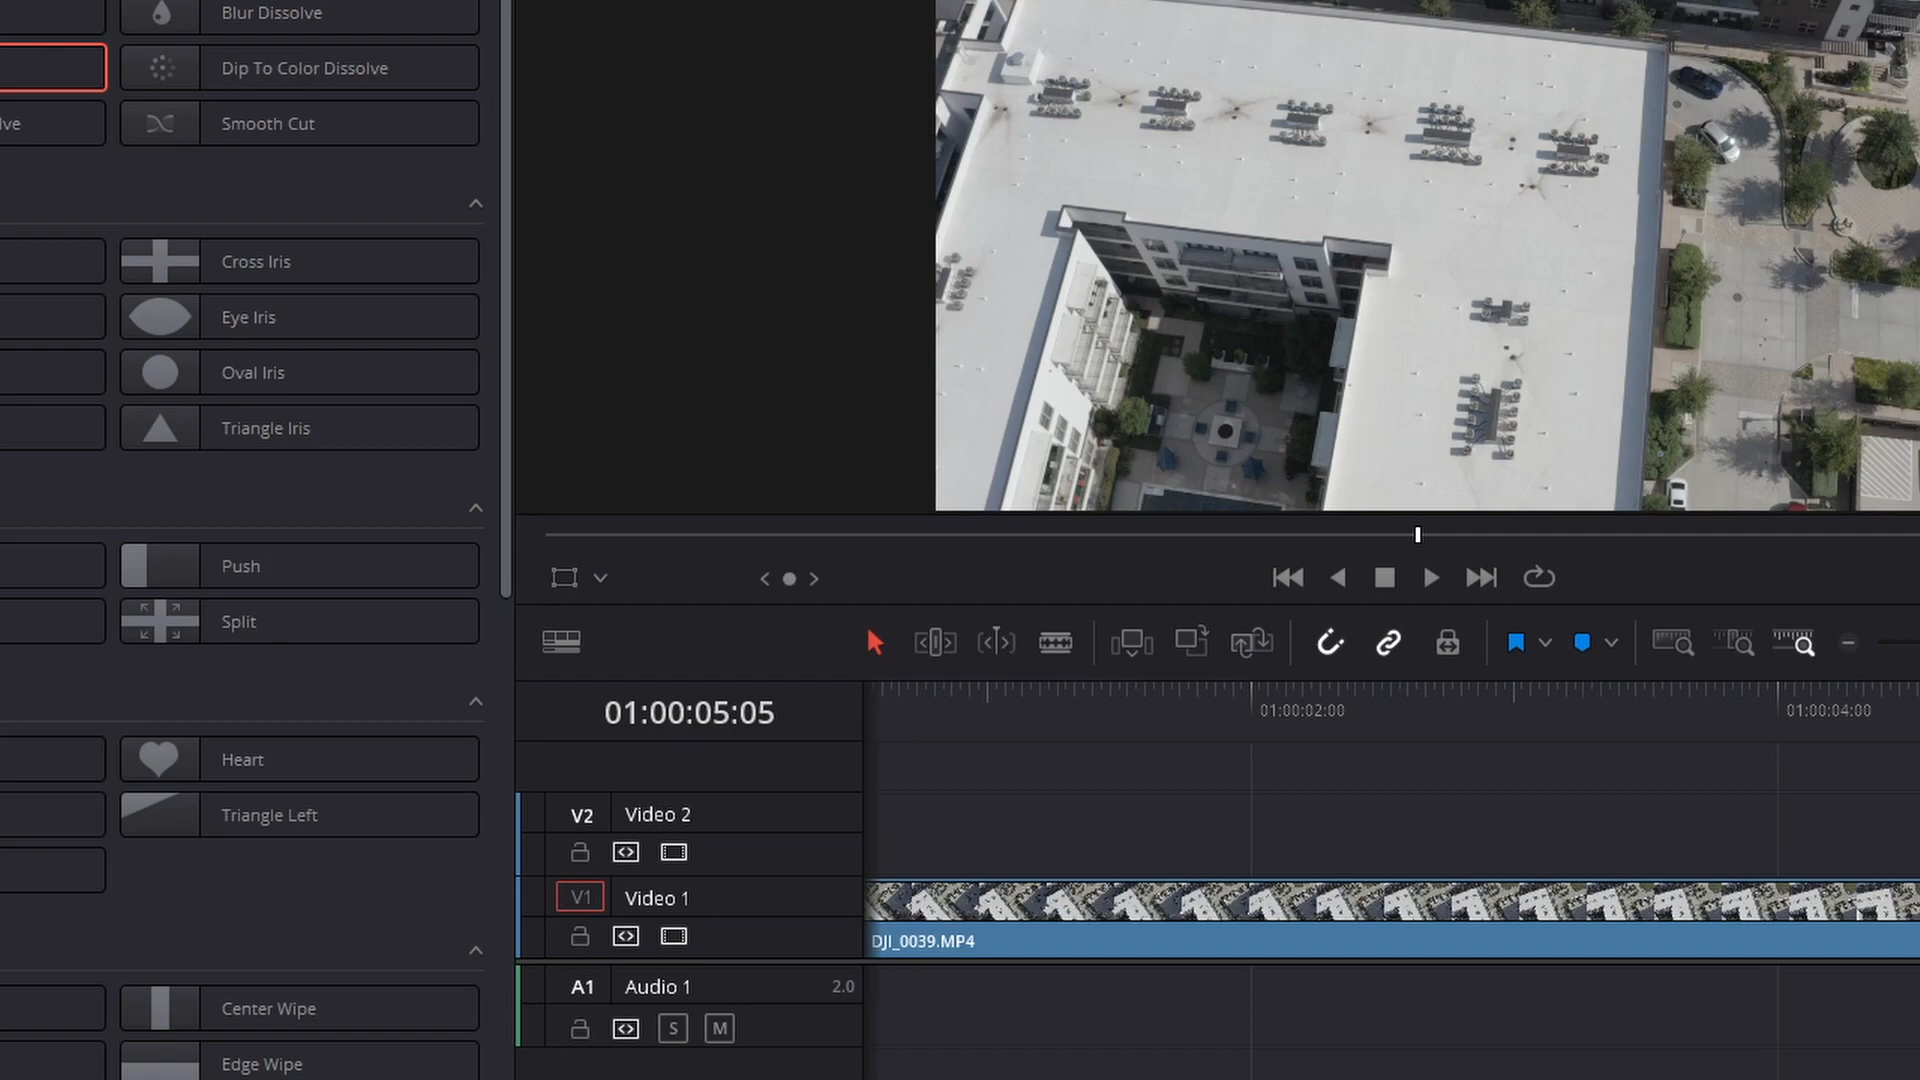 Blur Dissolve
Dip To Color Dissolve
lve
Smooth Cut
Cross Iris
Eye Iris
Oval Iris
Triangle Iris
Push
Split
Heart
Triangle Left
Center Wipe
Edge Wipe
01:00:05:05
01:00:02:00
01:00:04:00
V2
Video 2
V1
Video 1
DJI_0039.MP4
A1
Audio 1
2.0
S
M